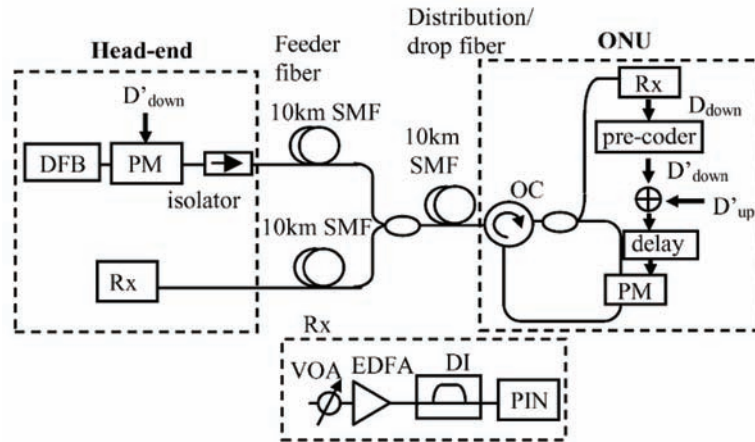 Head-end
Feeder
fiber
Distribution/
drop fiber
ONU
D'down
10km SMF
10km
SMF
Rx
Ddown
DFB
PM
pre-coder
isolator
OC
D'down
D'up
10km SMF
delay
Rx
PM
Rx
VOA
EDFA
DI
PIN